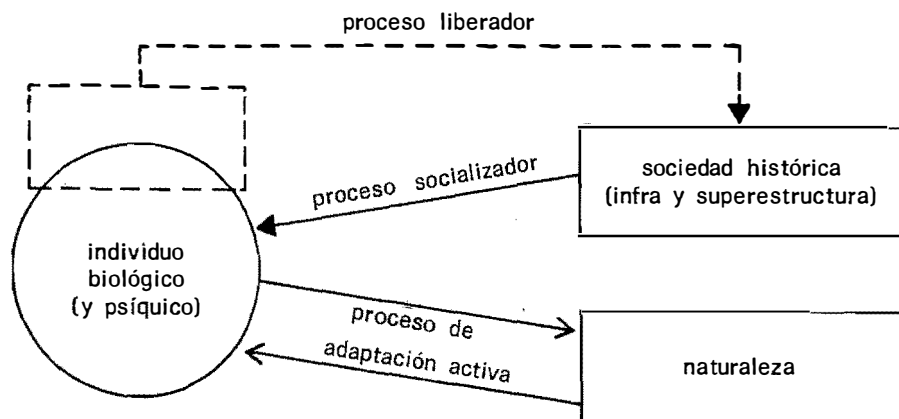 proceso liberador
sociedad histórica
(infra y superestructura)
proceso socializador
individuo
biológico
(y psíquico)
proceso de
adaptación activa
naturaleza